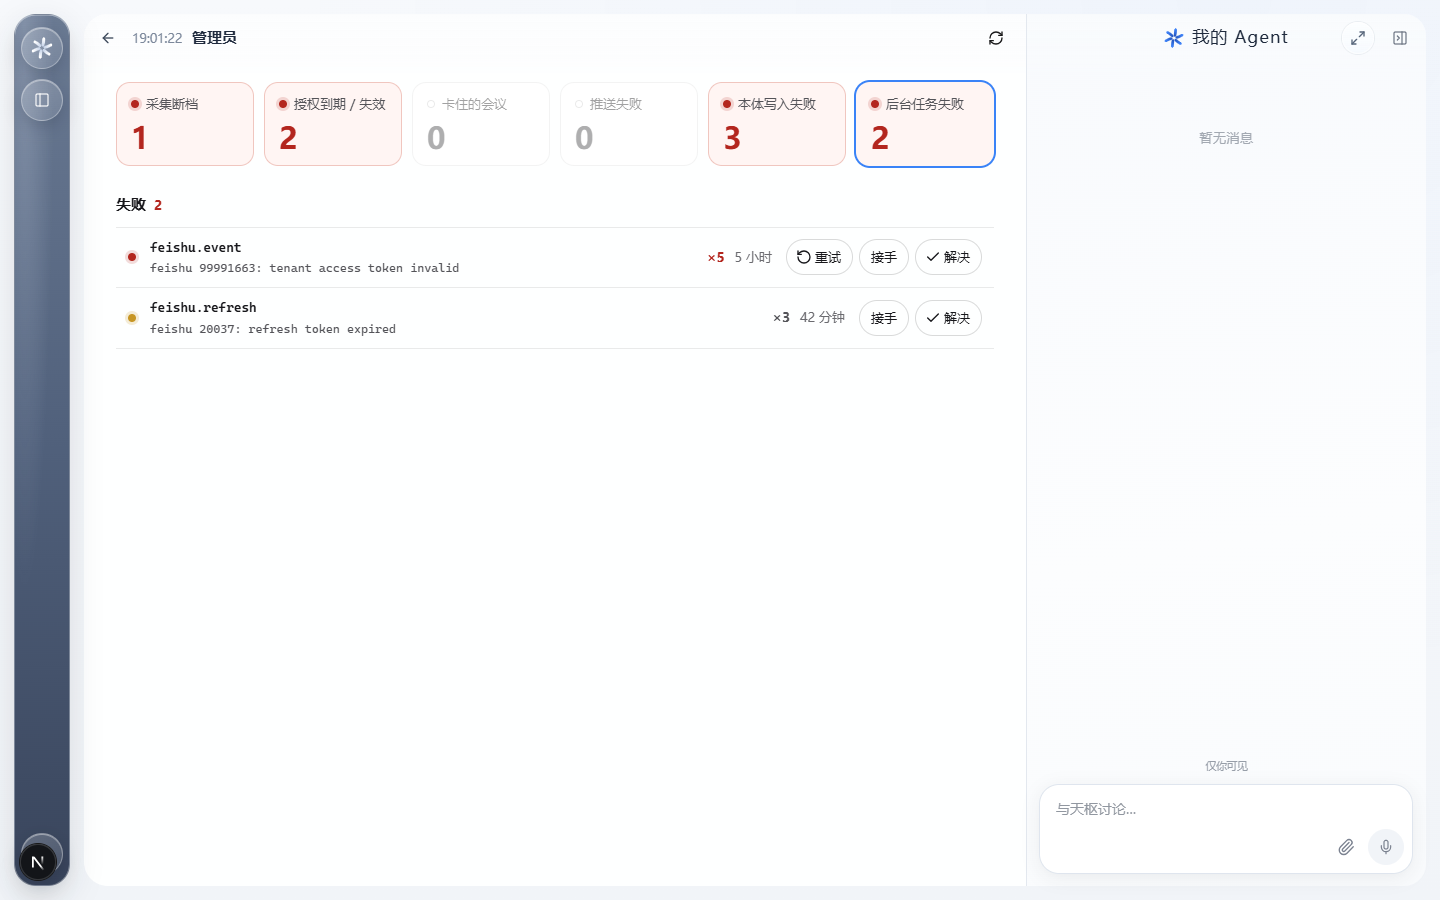 19:01:22 管理员
我的 Agent
采集断档
1
授权到期 / 失效
2
卡住的会议
0
推送失败
0
本体写入失败
3
后台任务失败
2
暂无消息
失败 2
feishu.event
feishu 99991663: tenant access token invalid
×5 5 小时 重试 接手 解决
feishu.refresh
feishu 20037: refresh token expired
×3 42 分钟 接手 解决
仅你可见
与天枢讨论...
N